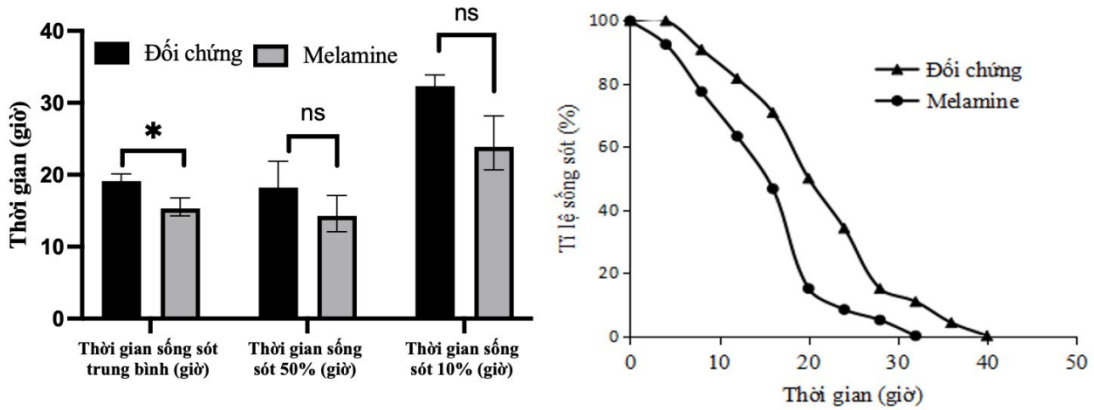 40
30
20
10
0
Thời gian (giờ)
Đối chứng
Melamine
*
ns
ns
Thời gian sống sót
trung bình (giờ)
Thời gian sống
sót 50% (giờ)
Thời gian sống
sót 10% (giờ)
100
80
60
40
20
0
Tỉ lệ sống sót (%)
Đối chứng
Melamine
0
10
20
30
40
50
Thời gian (giờ)